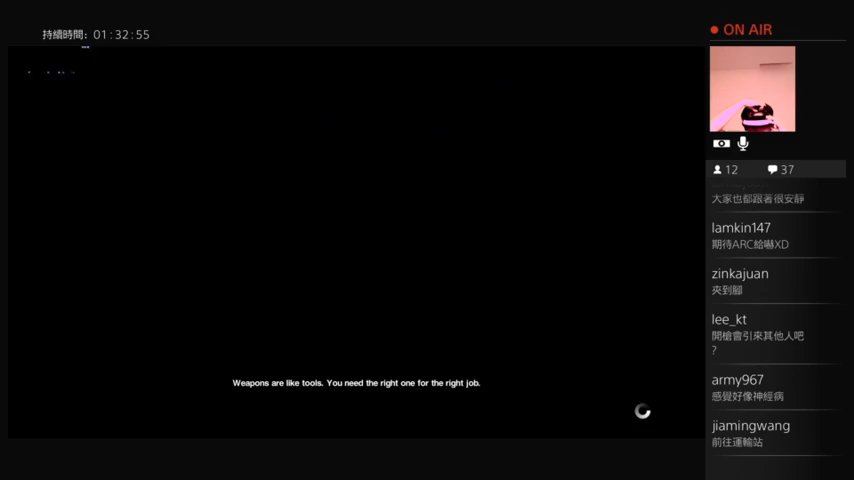 持續時間: 01:32:55
ON AIR
12 37
大家也都跟著很安靜
lamkin147
期待ARC給嚇XD
zinkajuan
夾到腳
lee_kt
開槍會引來其他人吧
?
army967
感覺好像神經病
jiamingwang
前往運輸站
Weapons are like tools. You need the right one for the right job.